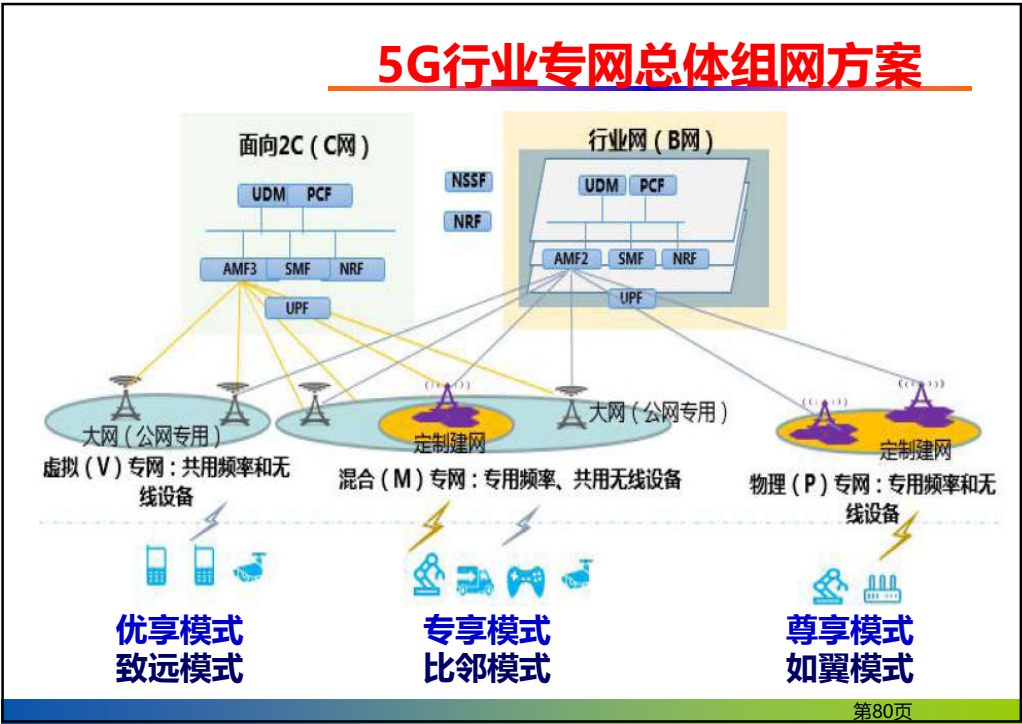 5G行业专网总体组网方案
面向2C（C网）
行业网（B网）
UDM PCF
NSSF
UDM PCF
NRF
AMF3 SMF NRF
AMF2 SMF NRF
UPF
UPF
大网（公网专用）
大网（公网专用）
定制建网
定制建网
虚拟（V）专网：共用频率和无
线设备
混合（M）专网：专用频率、共用无线设备
物理（P）专网：专用频率和无
线设备
优享模式
致远模式
专享模式
比邻模式
尊享模式
如翼模式
第80页